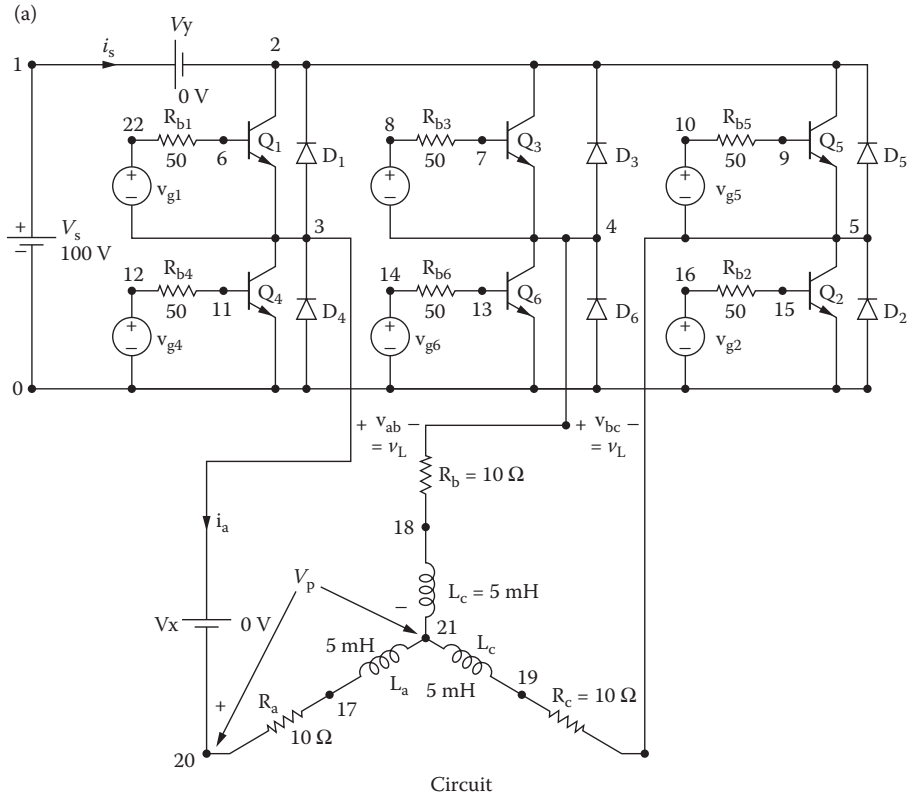 (a)
Vy
i_s
2
1
0 V
22
R_b1
8
R_b3
10
R_b5
6
Q_1
7
Q_3
9
Q_5
50
50
50
D_1
D_3
D_5
+
−
v_g1
+
−
+
−
v_g5
3
4
5
+
−
V_s
100 V
12
R_b4
14
R_b6
16
R_b2
50
11
Q_4
50
13
Q_6
50
15
Q_2
D_4
D_6
D_2
+
−
v_g4
+
−
v_g6
+
−
v_g2
0
+ v_ab −
= v_L
+ v_bc −
= v_L
R_b = 10 Ω
i_a
18
V_p
L_c = 5 mH
−
Vx
0 V
21
5 mH
L_c
19
L_a
5 mH
R_c = 10 Ω
+
R_a
17
10 Ω
20
Circuit